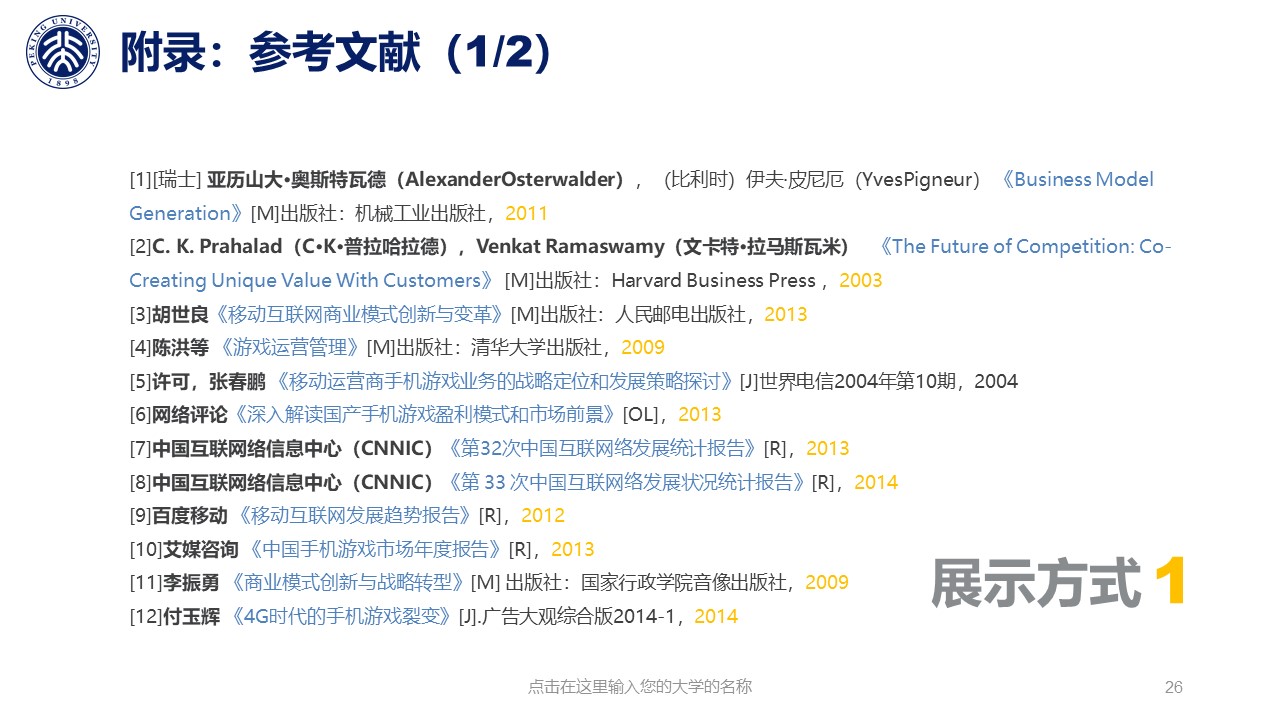 PEKING UNIVERSITY
1898
附录：参考文献（1/2）
[1][瑞士] 亚历山大•奥斯特瓦德（AlexanderOsterwalder），（比利时）伊夫·皮尼厄（YvesPigneur）《Business Model
Generation》[M]出版社：机械工业出版社，2011
[2]C. K. Prahalad（C•K•普拉哈拉德），Venkat Ramaswamy（文卡特•拉马斯瓦米） 《The Future of Competition: Co-
Creating Unique Value With Customers》 [M]出版社：Harvard Business Press ，2003
[3]胡世良《移动互联网商业模式创新与变革》[M]出版社：人民邮电出版社，2013
[4]陈洪等 《游戏运营管理》[M]出版社：清华大学出版社，2009
[5]许可，张春鹏 《移动运营商手机游戏业务的战略定位和发展策略探讨》[J]世界电信2004年第10期，2004
[6]网络评论《深入解读国产手机游戏盈利模式和市场前景》[OL]，2013
[7]中国互联网络信息中心（CNNIC）《第32次中国互联网络发展统计报告》[R]，2013
[8]中国互联网络信息中心（CNNIC）《第 33 次中国互联网络发展状况统计报告》[R]，2014
[9]百度移动 《移动互联网发展趋势报告》[R]，2012
[10]艾媒咨询 《中国手机游戏市场年度报告》[R]，2013
[11]李振勇 《商业模式创新与战略转型》[M] 出版社：国家行政学院音像出版社，2009
[12]付玉辉 《4G时代的手机游戏裂变》[J].广告大观综合版2014-1，2014
展示方式 1
点击在这里输入您的大学的名称
26